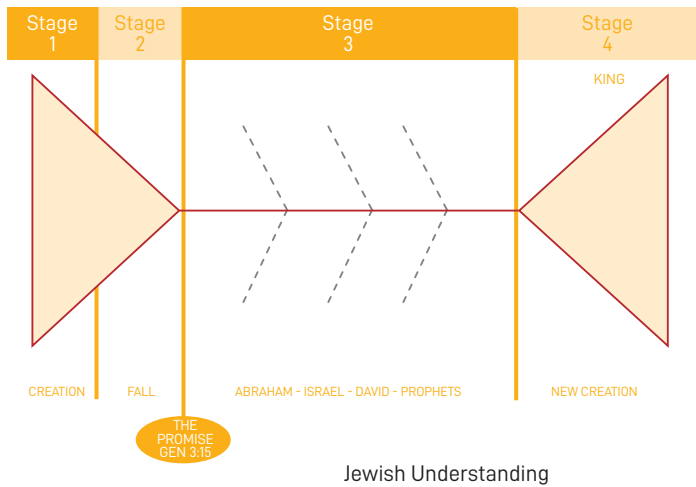 Stage
1
Stage
2
Stage
3
Stage
4
KING
CREATION
FALL
ABRAHAM - ISRAEL - DAVID - PROPHETS
NEW CREATION
THE
PROMISE
GEN 3:15
Jewish Understanding